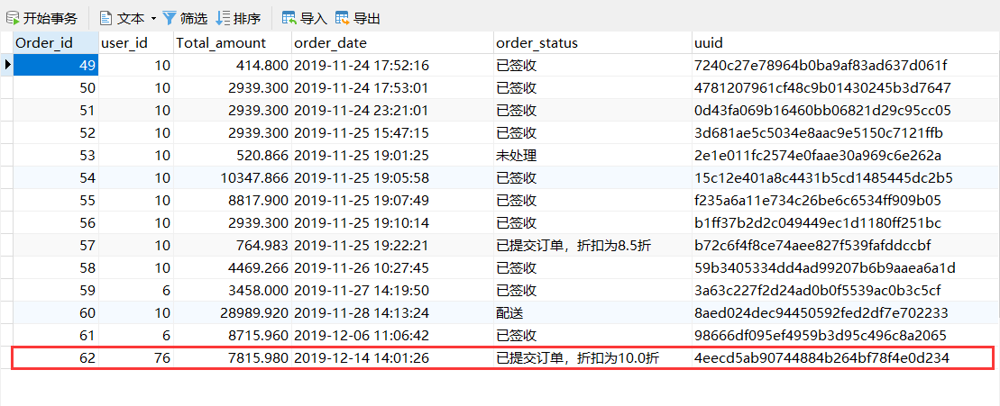 开始事务 文本 筛选 排序 导入 导出
Order_id user_id Total_amount order_date order_status uuid
49 10 414.800 2019-11-24 17:52:16 已签收 7240c27e78964b0ba9af83ad637d061f
50 10 2939.300 2019-11-24 17:53:01 已签收 4781207961cf48c9b01430245b3d7647
51 10 2939.300 2019-11-24 23:21:01 已签收 0d43fa069b16460bb06821d29c95cc05
52 10 2939.300 2019-11-25 15:47:15 已签收 3d681ae5c5034e8aac9e5150c7121ffb
53 10 520.866 2019-11-25 19:01:25 未处理 2e1e011fc2574e0faae30a969c6e262a
54 10 10347.866 2019-11-25 19:05:58 已签收 15c12e401a8c4431b5cd1485445dc2b5
55 10 8817.900 2019-11-25 19:07:49 已签收 f235a6a11e734c26be6c6534ff909b05
56 10 2939.300 2019-11-25 19:10:14 已签收 b1ff37b2d2c049449ec1d1180ff251bc
57 10 764.983 2019-11-25 19:22:21 已提交订单，折扣为8.5折 b72c6f4f8ce74aee827f539fafddccbf
58 10 4469.266 2019-11-26 10:27:45 已签收 59b3405334dd4ad99207b6b9aaea6a1d
59 6 3458.000 2019-11-27 14:19:50 已签收 3a63c227f2d24ad0b0f5539ac0b3c5cf
60 10 28989.920 2019-11-28 14:13:24 配送 8aed024dec94450592fed2df7e702233
61 6 8715.960 2019-12-06 11:06:42 已签收 98666df095ef4959b3d95c496c8a2065
62 76 7815.980 2019-12-14 14:01:26 已提交订单，折扣为10.0折 4eecd5ab90744884b264bf78f4e0d234